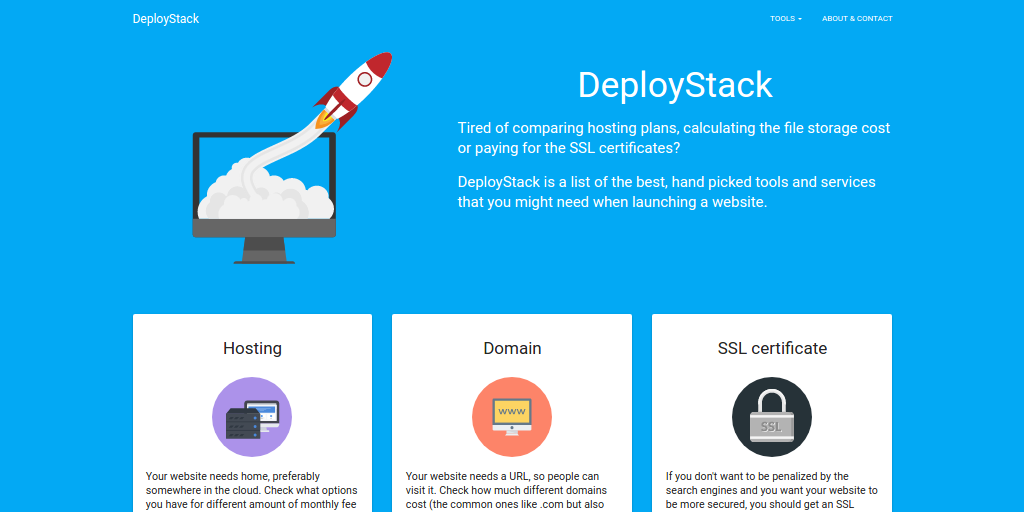 DeployStack
TOOLS
ABOUT & CONTACT
DeployStack
Tired of comparing hosting plans, calculating the file storage cost
or paying for the SSL certificates?
DeployStack is a list of the best, hand picked tools and services
that you might need when launching a website.
Hosting
Your website needs home, preferably
somewhere in the cloud. Check what options
you have for different amount of monthly fee
Domain
www
Your website needs a URL, so people can
visit it. Check how much different domains
cost (the common ones like .com but also
SSL certificate
SSL
If you don't want to be penalized by the
search engines and you want your website to
be more secured, you should get an SSL